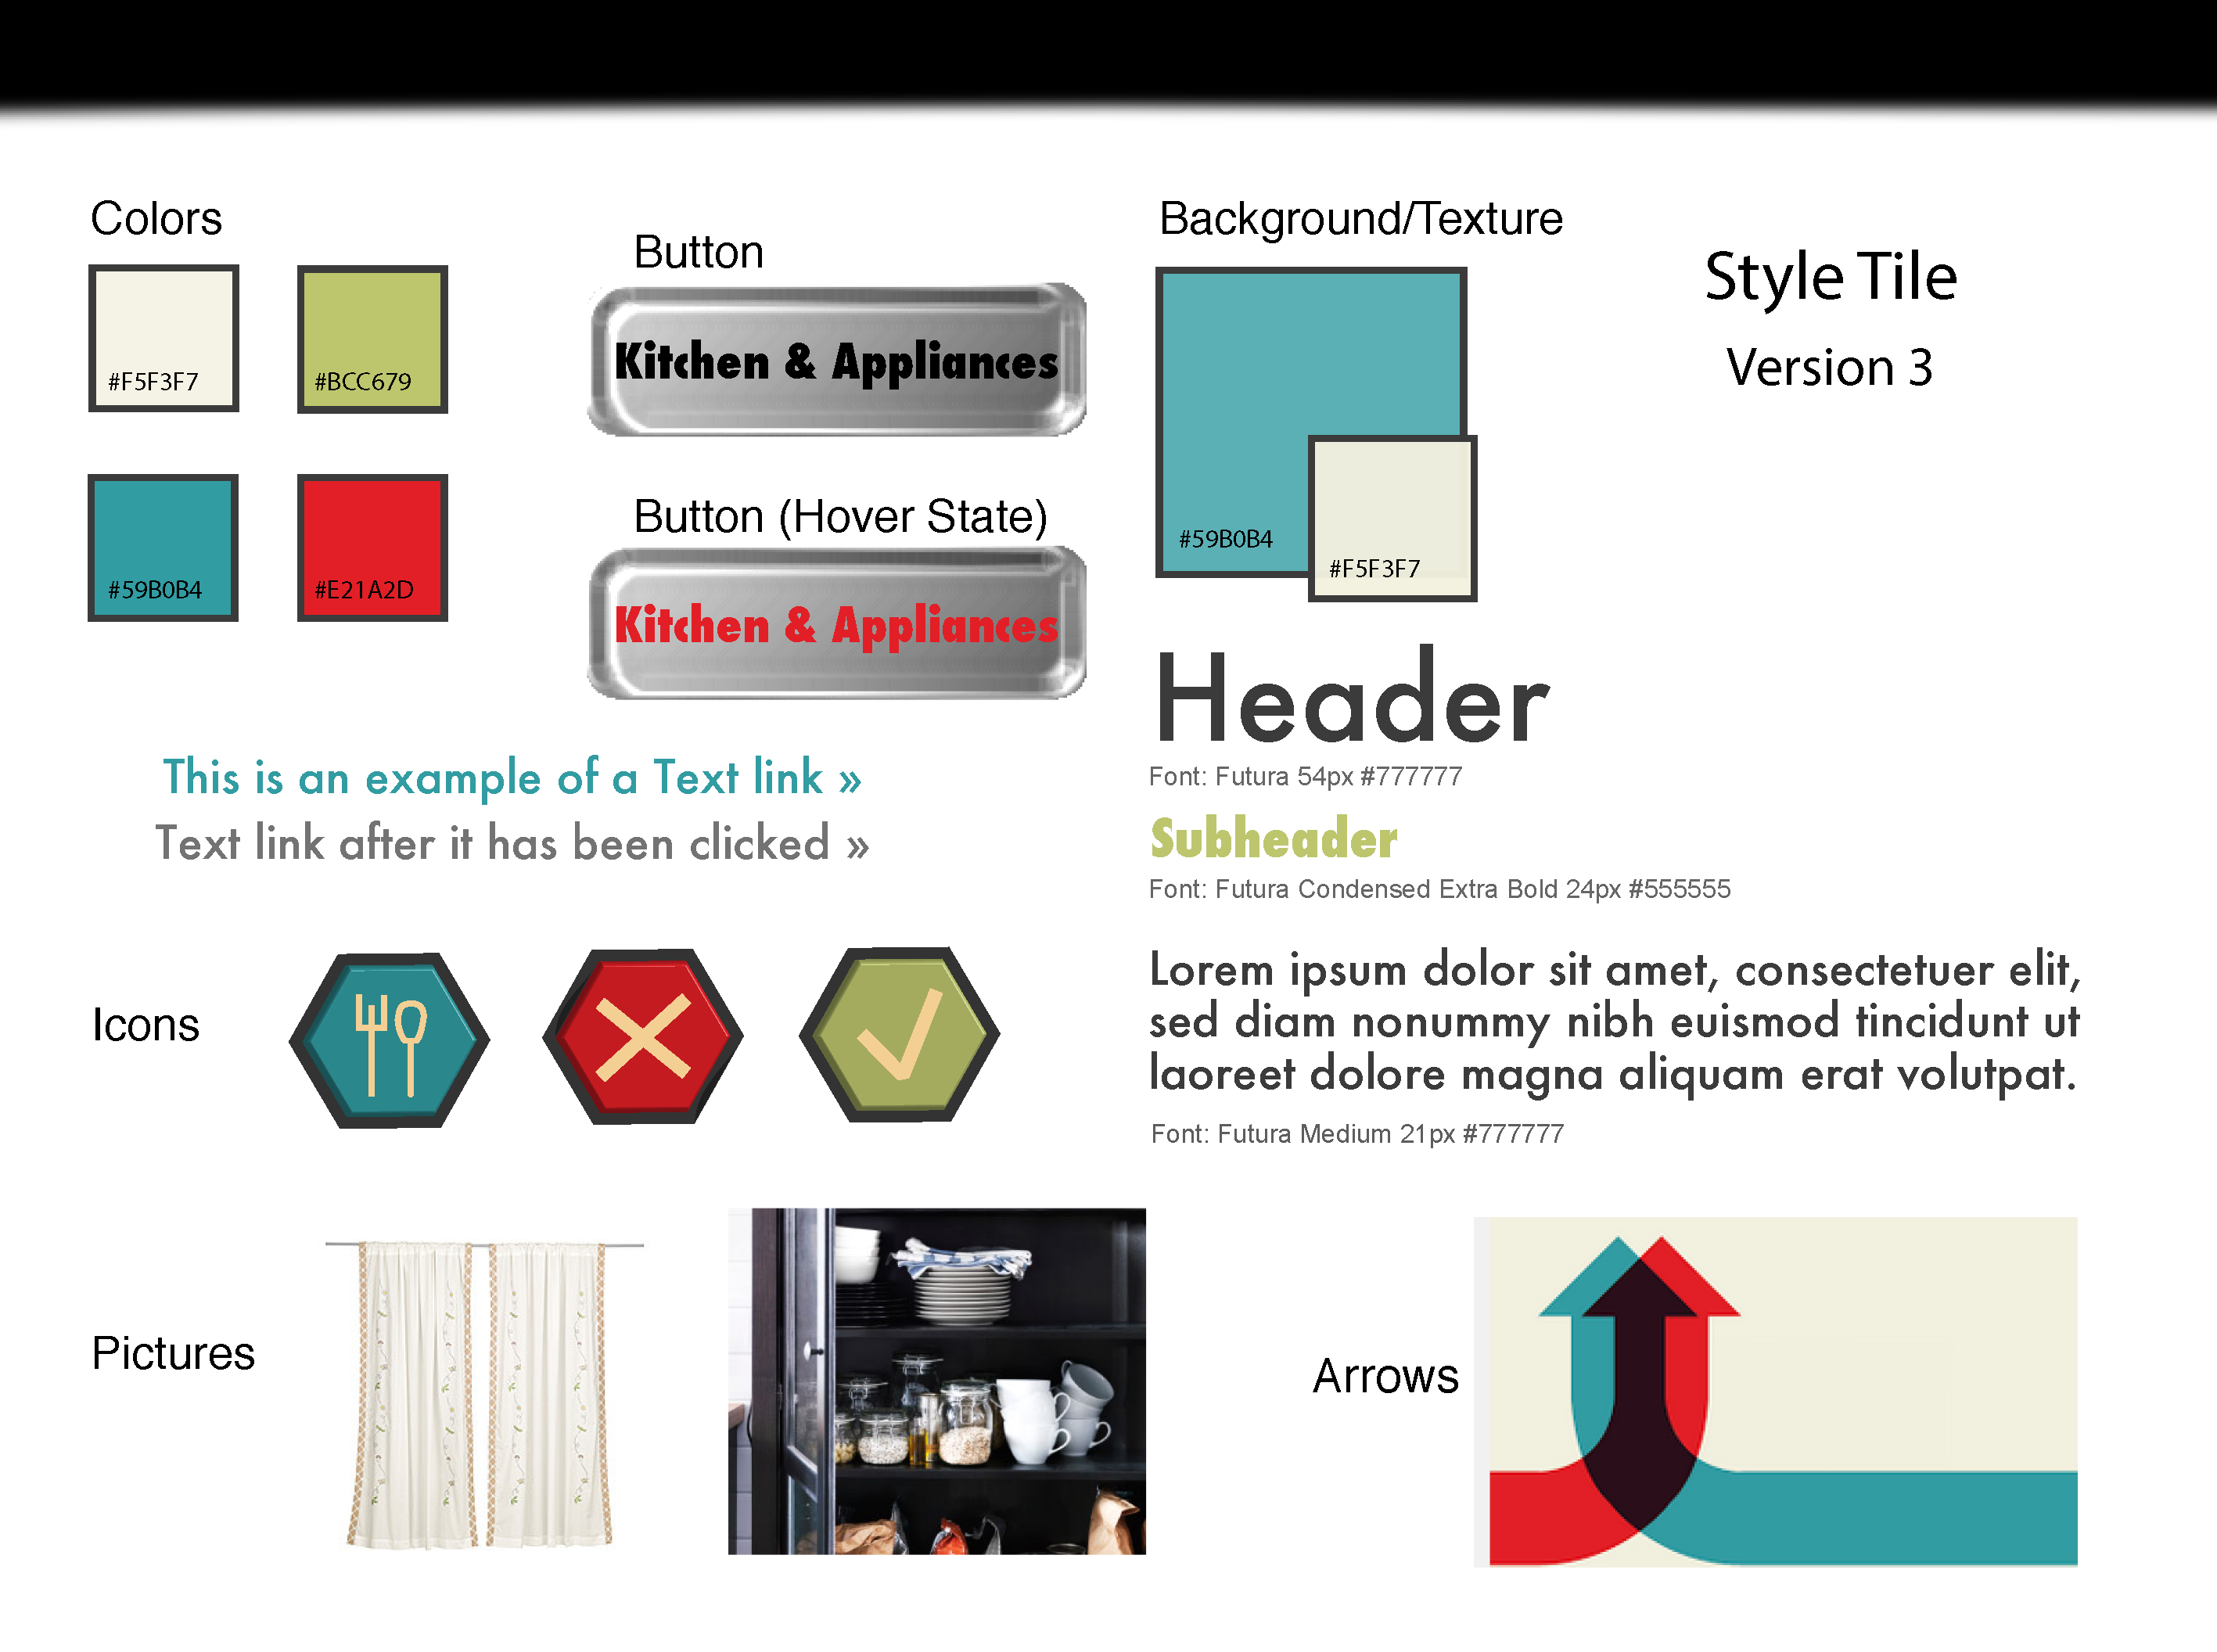 Colors
#F5F3F7
#BCC679
#59B0B4
#E21A2D
Button
Kitchen & Appliances
Button (Hover State)
Kitchen & Appliances
Background/Texture
#59B0B4
#F5F3F7
Style Tile
Version 3
This is an example of a Text link »
Text link after it has been clicked »
Header
Font: Futura 54px #777777
Subheader
Font: Futura Condensed Extra Bold 24px #555555
Lorem ipsum dolor sit amet, consectetuer elit,
sed diam nonummy nibh euismod tincidunt ut
laoreet dolore magna aliquam erat volutpat.
Font: Futura Medium 21px #777777
Icons
Pictures
Arrows